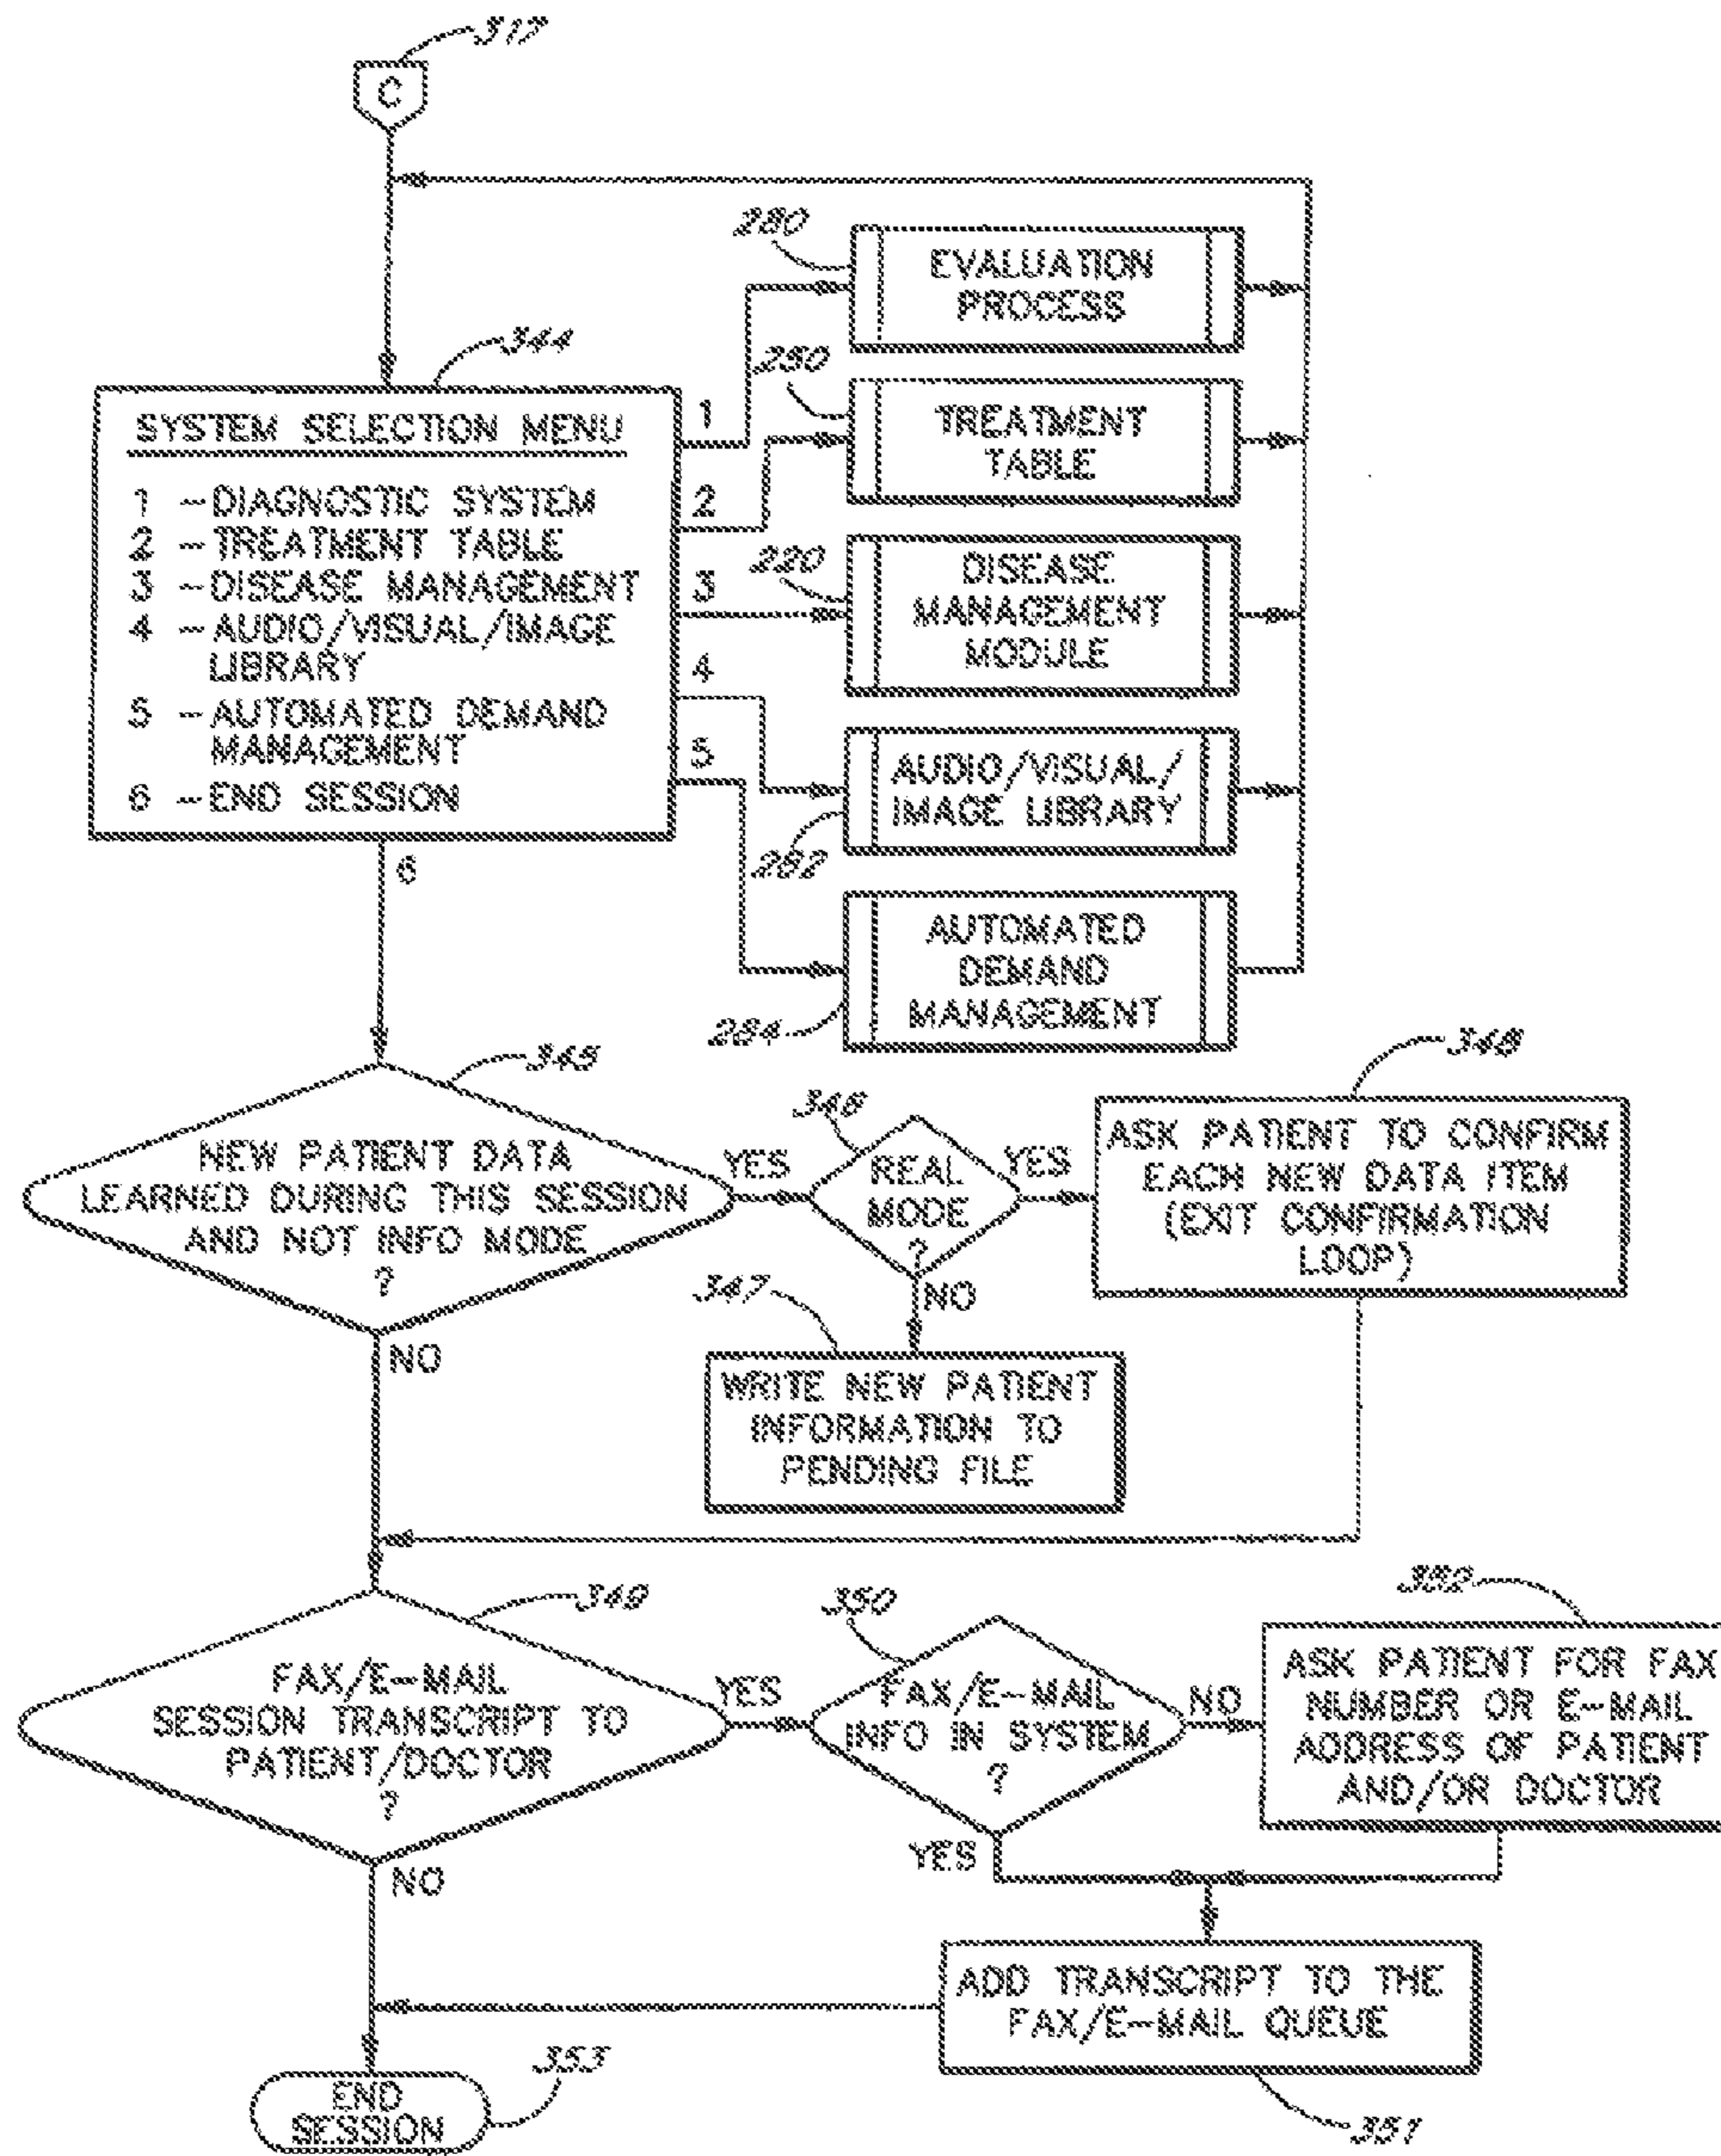 317
C
280
EVALUATION
PROCESS
344
SYSTEM SELECTION MENU
1 -DIAGNOSTIC SYSTEM
2 -TREATMENT TABLE
3 -DISEASE MANAGEMENT
4 -AUDIO/VISUAL/IMAGE
LIBRARY
5 -AUTOMATED DEMAND
MANAGEMENT
6 -END SESSION
1
2
3
4
5
6
250
TREATMENT
TABLE
220
DISEASE
MANAGEMENT
MODULE
AUDIO/VISUAL/
IMAGE LIBRARY
282
AUTOMATED
DEMAND
MANAGEMENT
284
345
NEW PATIENT DATA
LEARNED DURING THIS SESSION
AND NOT INFO MODE
?
YES
NO
346
REAL
MODE
?
YES
NO
348
ASK PATIENT TO CONFIRM
EACH NEW DATA ITEM
(EXIT CONFIRMATION
LOOP)
347
WRITE NEW PATIENT
INFORMATION TO
PENDING FILE
349
FAX/E-MAIL
SESSION TRANSCRIPT TO
PATIENT/DOCTOR
?
YES
NO
350
FAX/E-MAIL
INFO IN SYSTEM
?
NO
YES
352
ASK PATIENT FOR FAX
NUMBER OR E-MAIL
ADDRESS OF PATIENT
AND/OR DOCTOR
ADD TRANSCRIPT TO THE
FAX/E-MAIL QUEUE
351
END
SESSION
353